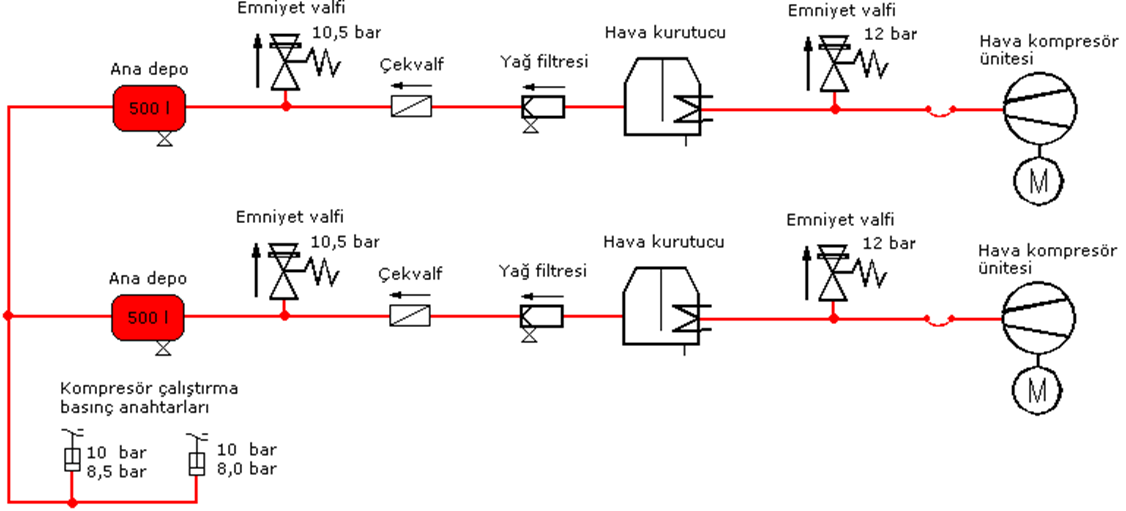 Emniyet valfi
10,5 bar
Emniyet valfi
12 bar
Hava kurutucu
Hava kompresör
ünitesi
Ana depo
Çekvalf
Yağ filtresi
500 l
M
Emniyet valfi
10,5 bar
Emniyet valfi
12 bar
Hava kurutucu
Hava kompresör
ünitesi
Ana depo
Çekvalf
Yağ filtresi
500 l
M
Kompresör çalıştırma
basınç anahtarları
10 bar
8,5 bar
10 bar
8,0 bar